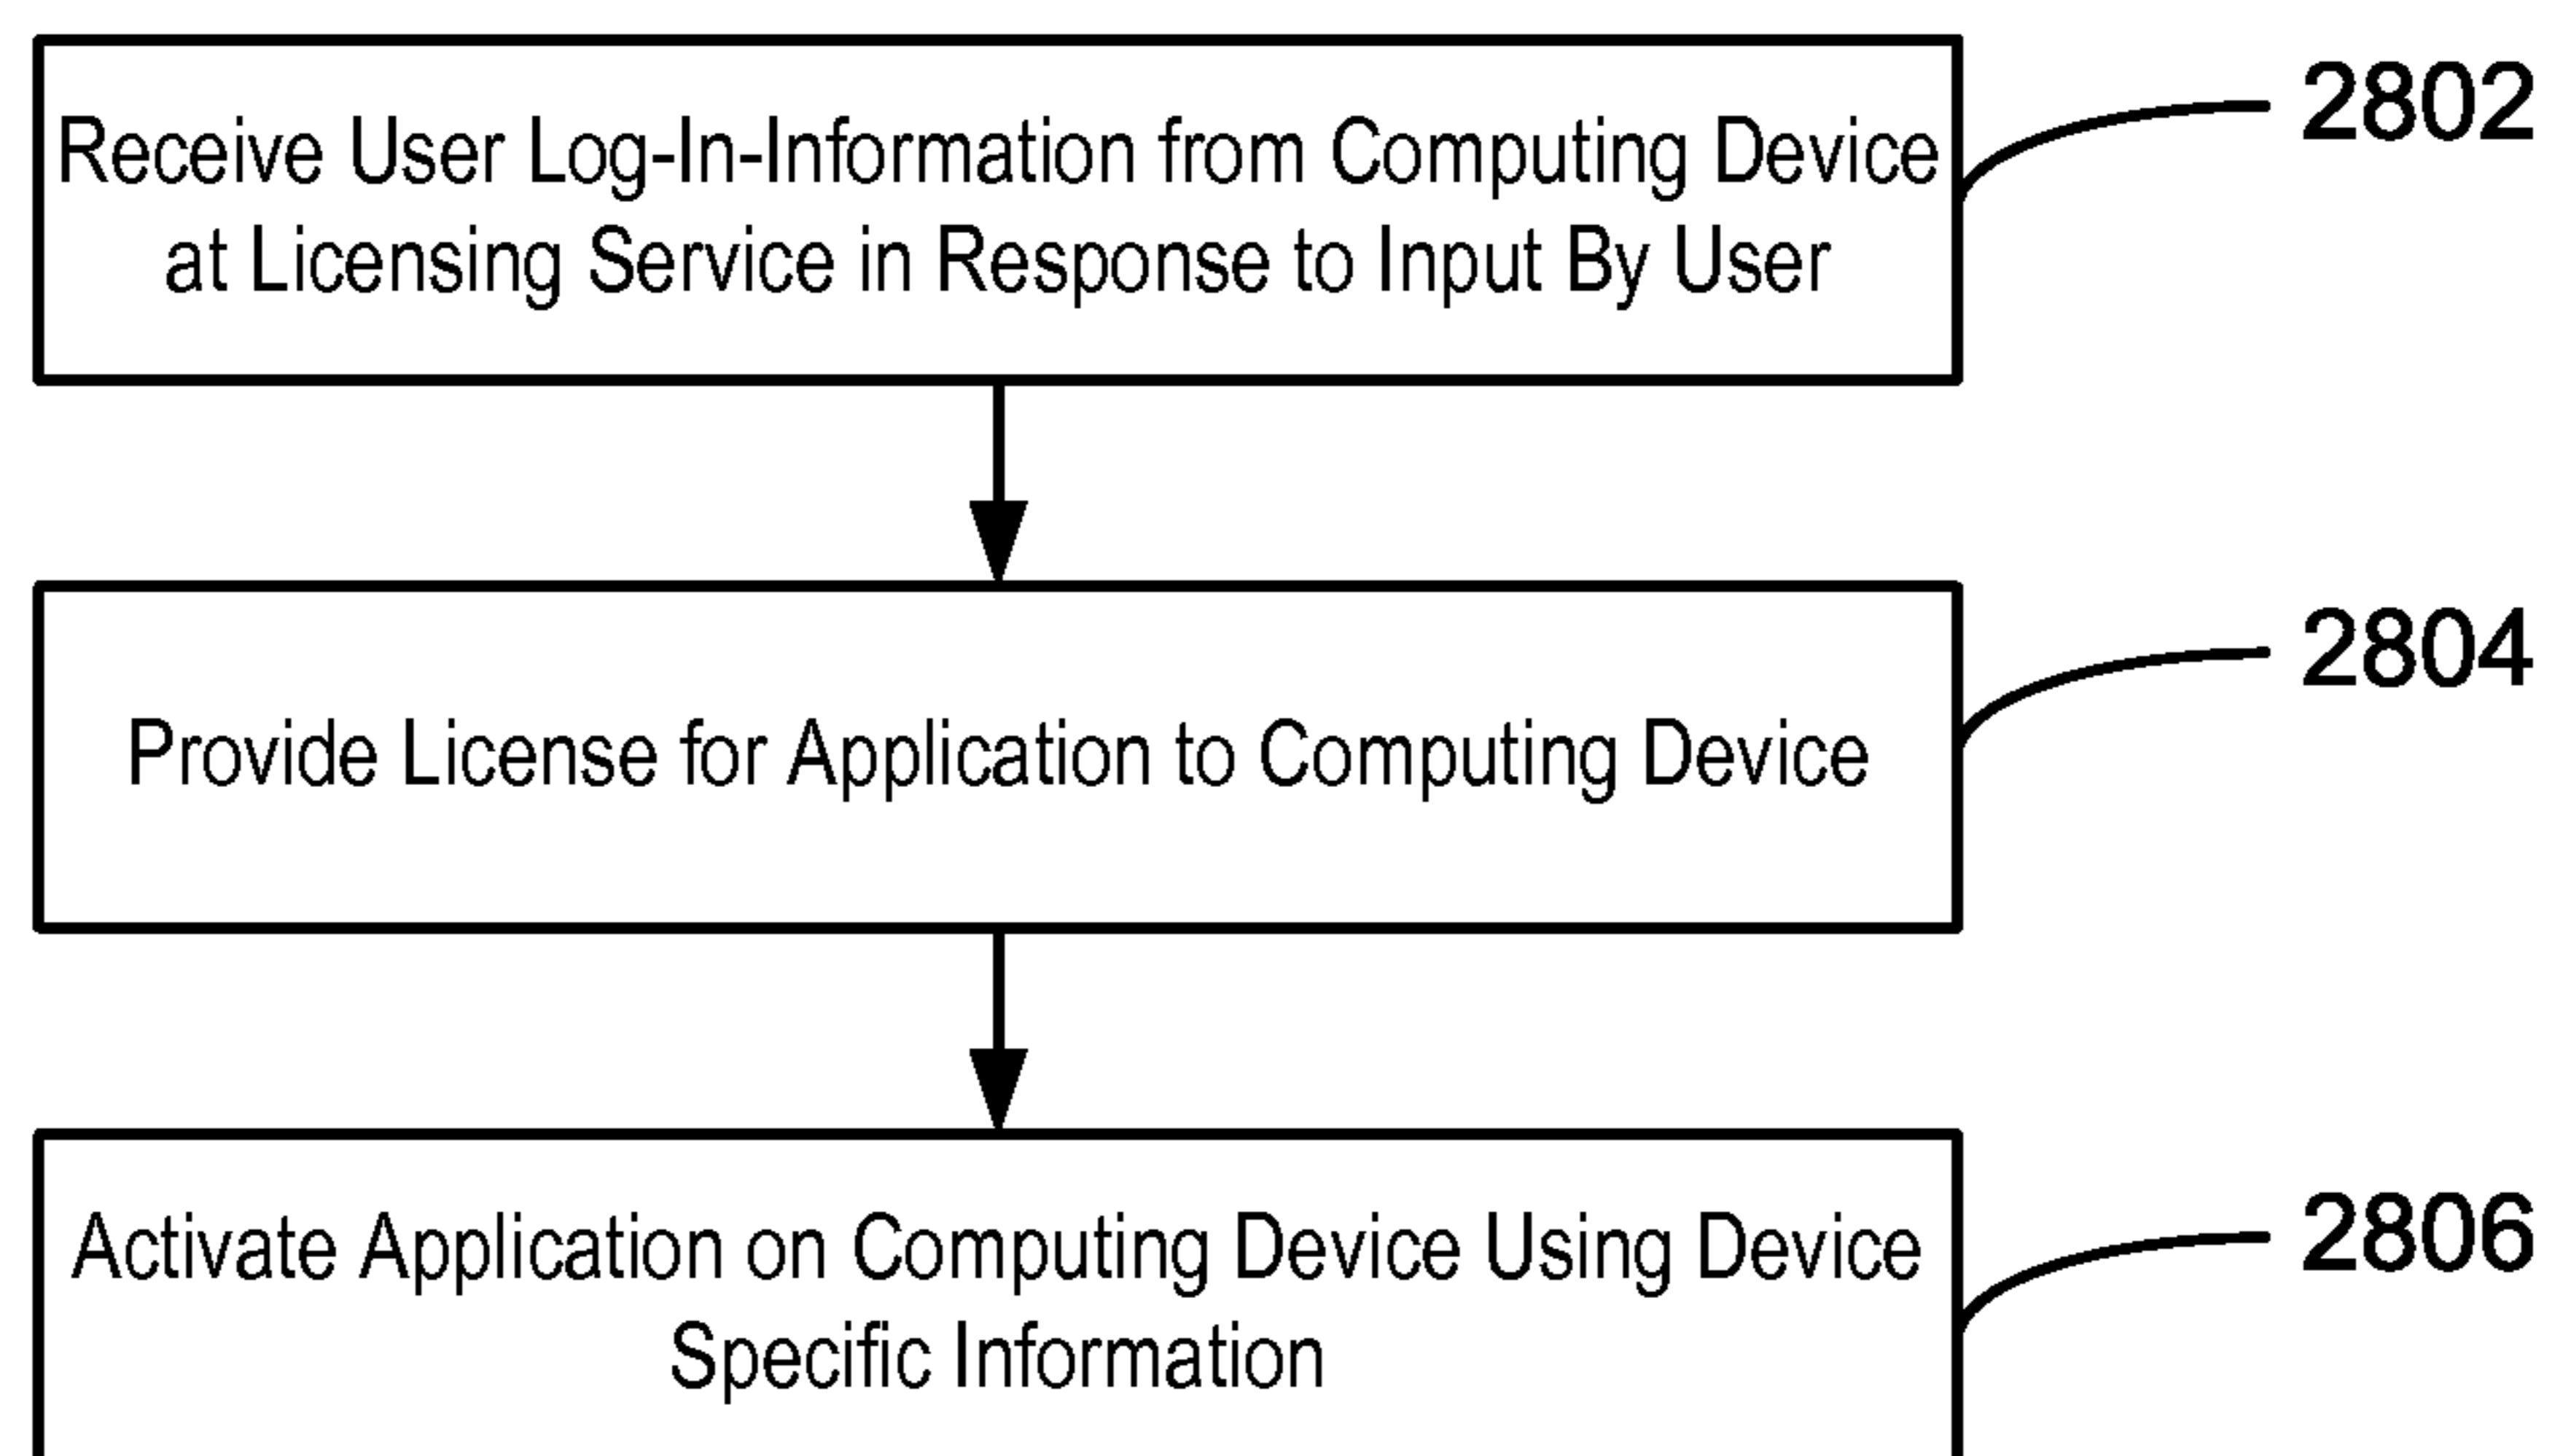 Receive User Log-In-Information from Computing Device
at Licensing Service in Response to Input By User
2802
Provide License for Application to Computing Device
2804
Activate Application on Computing Device Using Device
Specific Information
2806